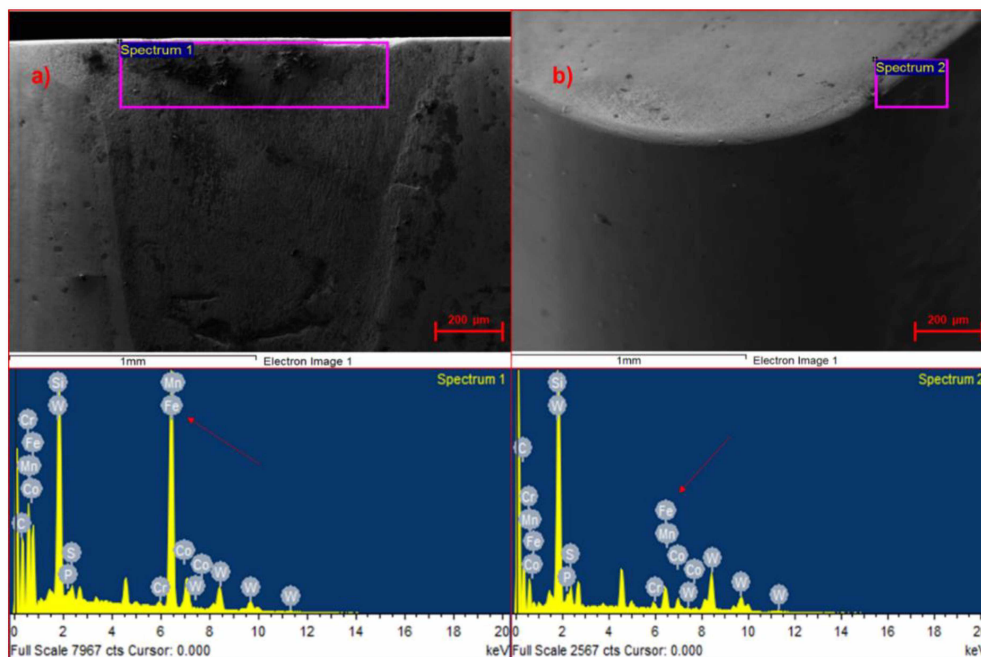 a)
Spectrum 1
200 µm
1mm
Electron Image 1
b)
Spectrum 2
200 µm
1mm
Electron Image 1
Spectrum 1
Si
W
Mn
Fe
Cr
Fe
Mn
Co
C
S
P
Cr
Co
Co
W
W
W
W
0 2 4 6 8 10 12 14 16 18 20
Full Scale 7967 cts Cursor: 0.000 keV
Spectrum 2
Si
W
C
Cr
Mn
Fe
Co
S
P
Fe
Mn
Co
Co
Cr
W
W
W
W
0 2 4 6 8 10 12 14 16 18 20
Full Scale 2567 cts Cursor: 0.000 keV